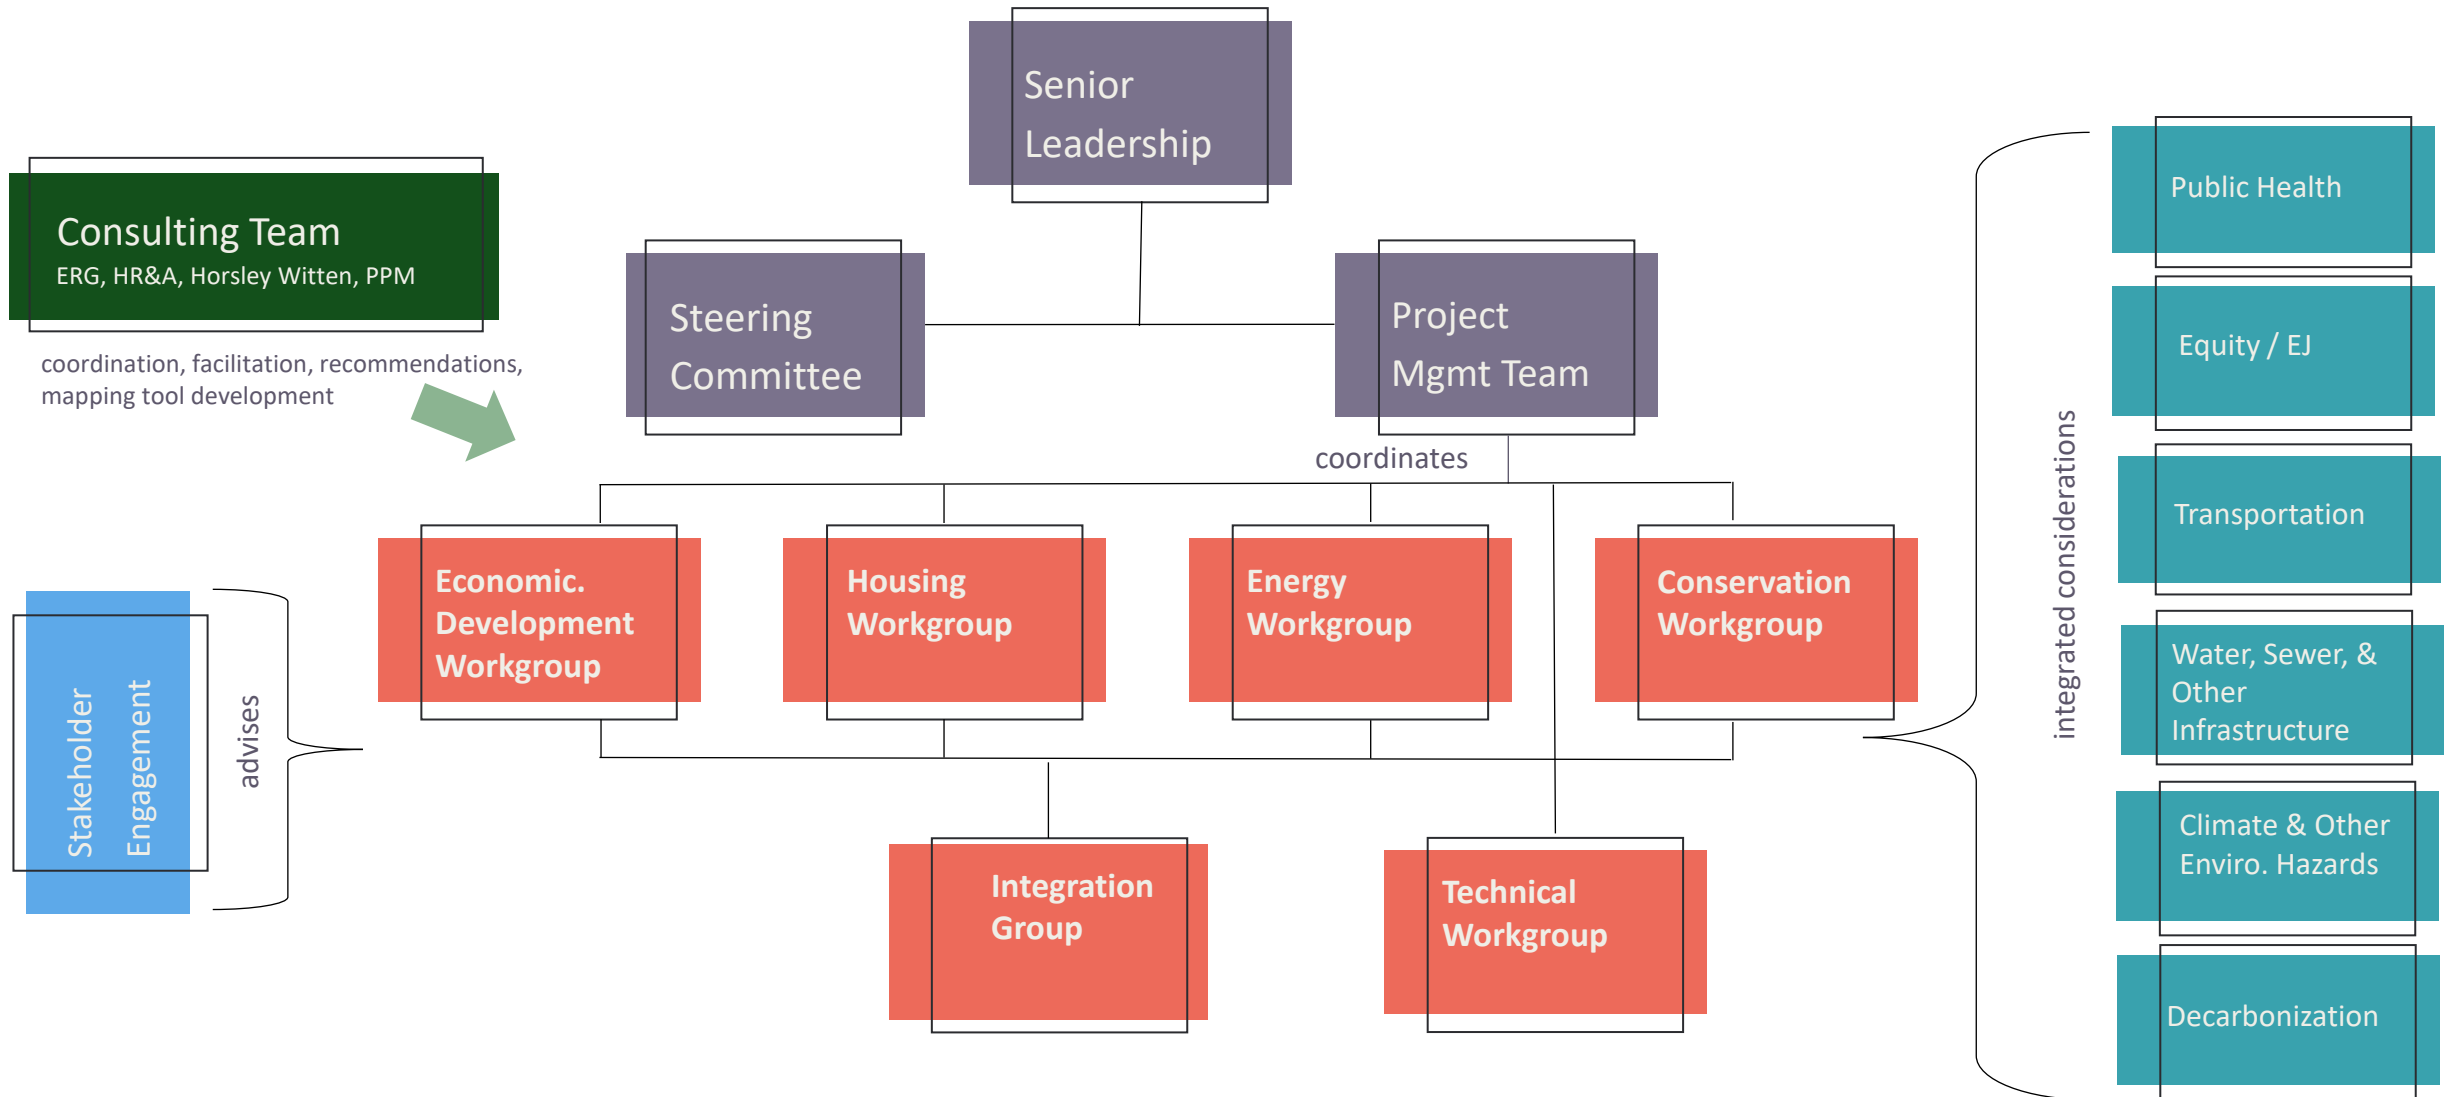 Senior
Leadership
Consulting Team
ERG, HR&A, Horsley Witten, PPM
coordination, facilitation, recommendations,
mapping tool development
Steering
Committee
Project
Mgmt Team
coordinates
Economic.
Development
Workgroup
Housing
Workgroup
Energy
Workgroup
Conservation
Workgroup
Stakeholder
Engagement
advises
Integration
Group
Technical
Workgroup
integrated considerations
Public Health
Equity / EJ
Transportation
Water, Sewer, &
Other
Infrastructure
Climate & Other
Enviro. Hazards
Decarbonization